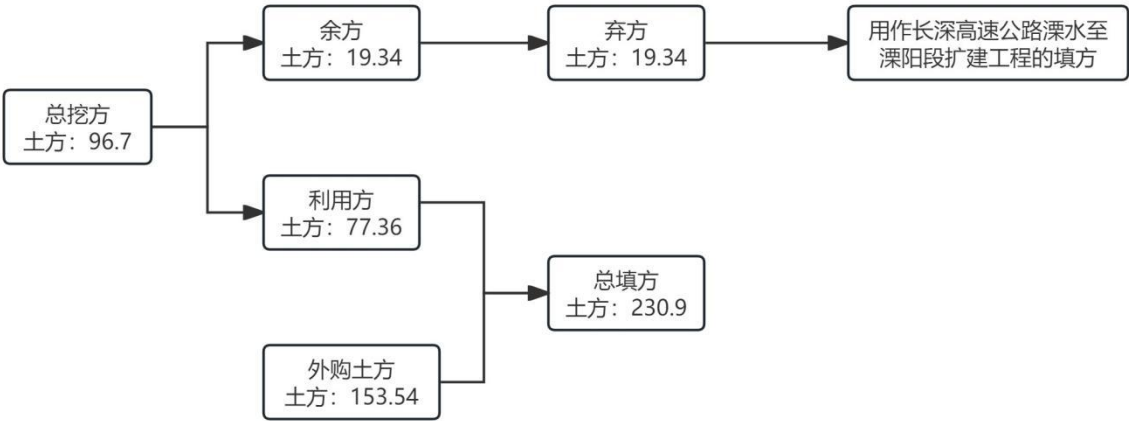 余方
土方：19.34
弃方
土方：19.34
用作长深高速公路溧水至
溧阳段扩建工程的填方
总挖方
土方：96.7
利用方
土方：77.36
总填方
土方：230.9
外购土方
土方：153.54